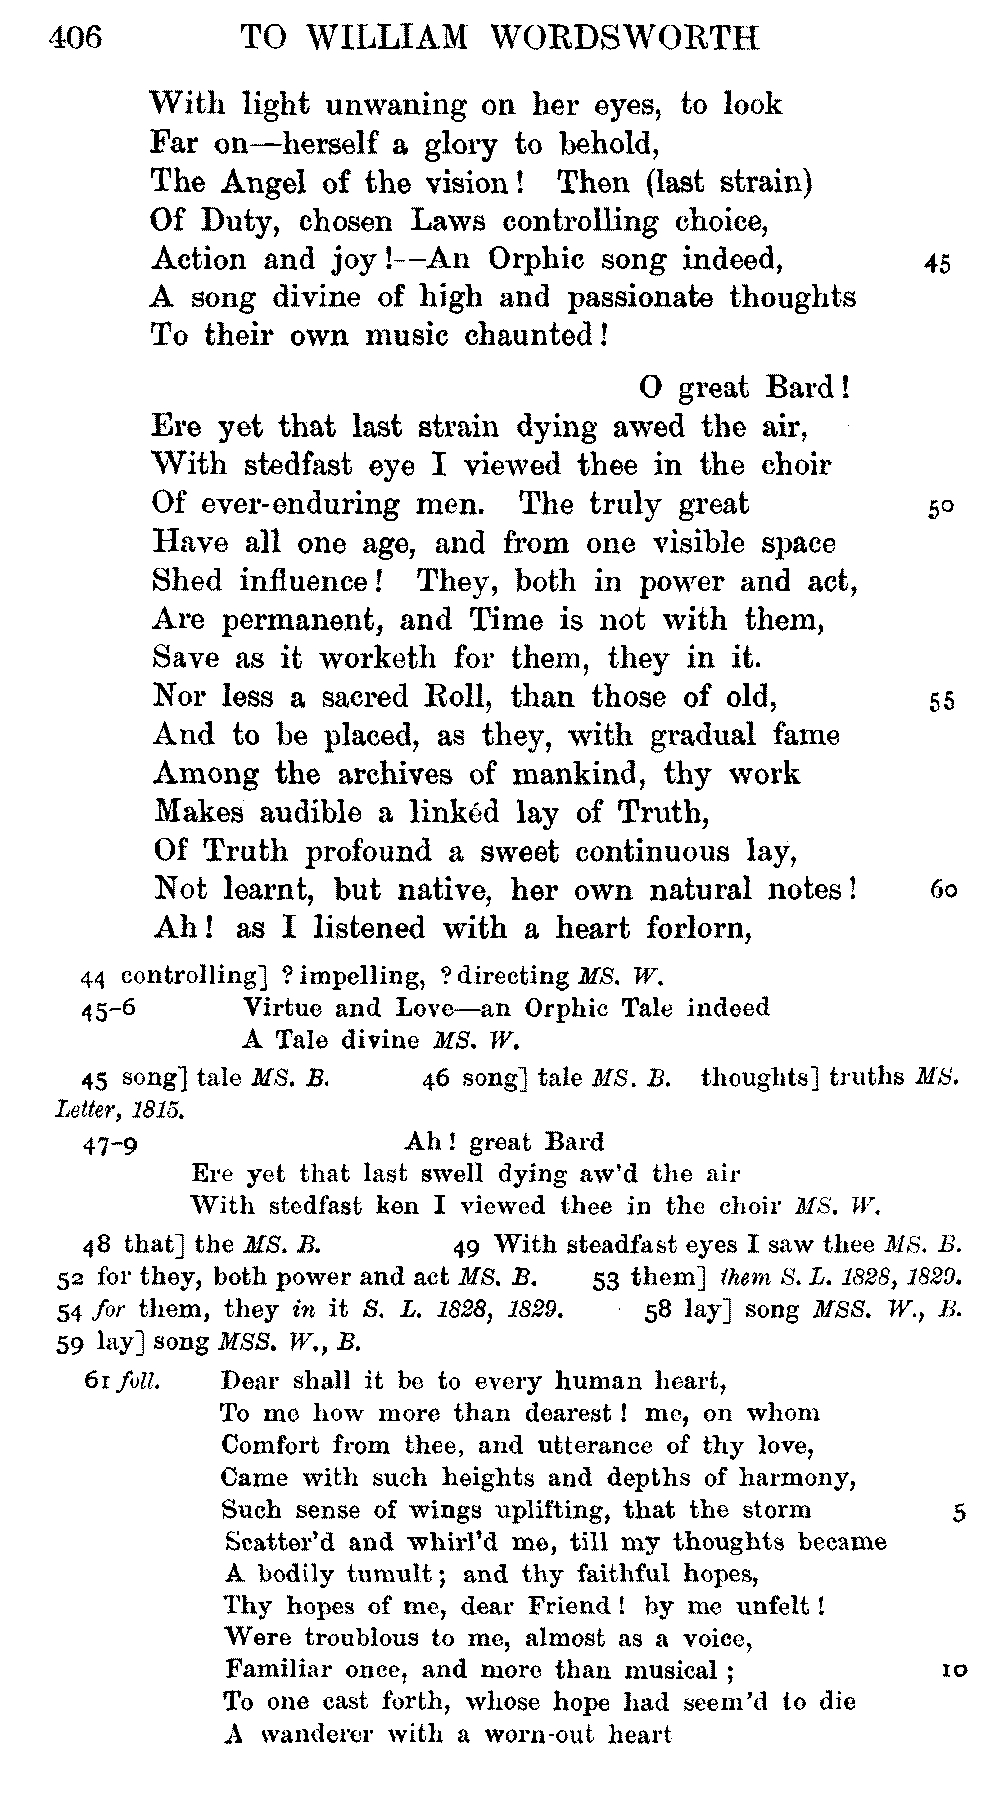 406 TO WILLIAM WORDSWORTH
With light unwaning on her eyes, to look
Far on—herself a glory to behold,
The Angel of the vision! Then (last strain)
Of Duty, chosen Laws controlling choice,
Action and joy!—An Orphic song indeed, 45
A song divine of high and passionate thoughts
To their own music chaunted!
O great Bard!
Ere yet that last strain dying awed the air,
With stedfast eye I viewed thee in the choir
Of ever-enduring men. The truly great 50
Have all one age, and from one visible space
Shed influence! They, both in power and act,
Are permanent, and Time is not with them,
Save as it worketh for them, they in it.
Nor less a sacred Roll, than those of old, 55
And to be placed, as they, with gradual fame
Among the archives of mankind, thy work
Makes audible a linkéd lay of Truth,
Of Truth profound a sweet continuous lay,
Not learnt, but native, her own natural notes! 60
Ah! as I listened with a heart forlorn,
44 controlling] ? impelling, ? directing MS. W.
45-6 Virtue and Love—an Orphic Tale indeed
A Tale divine MS. W.
45 song] tale MS. B. 46 song] tale MS. B. thoughts] truths MS.
Letter, 1815.
47-9 Ah! great Bard
Ere yet that last swell dying aw'd the air
With stedfast ken I viewed thee in the choir MS. W.
48 that] the MS. B. 49 With steadfast eyes I saw thee MS. B.
52 for they, both power and act MS. B. 53 them] them S. L. 1828, 1829.
54 for them, they in it S. L. 1828, 1829. 58 lay] song MSS. W., B.
59 lay] song MSS. W., B.
61 foll. Dear shall it be to every human heart,
To me how more than dearest! me, on whom
Comfort from thee, and utterance of thy love,
Came with such heights and depths of harmony,
Such sense of wings uplifting, that the storm 5
Scatter'd and whirl'd me, till my thoughts became
A bodily tumult; and thy faithful hopes,
Thy hopes of me, dear Friend! by me unfelt!
Were troublous to me, almost as a voice,
Familiar once, and more than musical; 10
To one cast forth, whose hope had seem'd to die
A wanderer with a worn-out heart